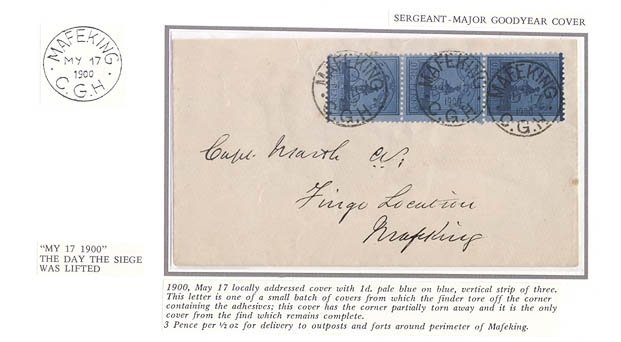 SERGEANT-MAJOR GOODYEAR COVER
MAFEKING
MY 17
1900
C.G.H.
MAFEKING
C.G.H.
MAFEKING
C.G.H.
MAFEKING
C.G.H.
Capt. Marsh
Fingo Location
Mafeking
"MY 17 1900"
THE DAY THE SIEGE
WAS LIFTED
1900, May 17 locally addressed cover with 1d. pale blue on blue, vertical strip of three.
This letter is one of a small batch of covers from which the finder tore off the corner
containing the adhesives; this cover has the corner partially torn away and it is the only
cover from the find which remains complete.
3 Pence per ½ oz for delivery to outposts and forts around perimeter of Mafeking.